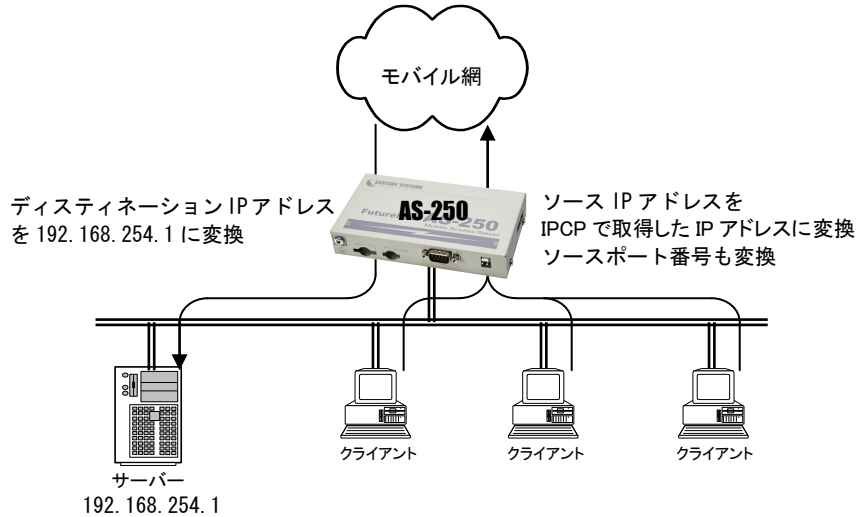 モバイル網
ディスティネーション IP アドレス
を 192.168.254.1 に変換
CENTURY SYSTEMS
AS-250
FutureNet AS-250
Mobile Access Server
ソース IP アドレスを
IPCP で取得した IP アドレスに変換
ソースポート番号も変換
サーバー
192.168.254.1
クライアント
クライアント
クライアント